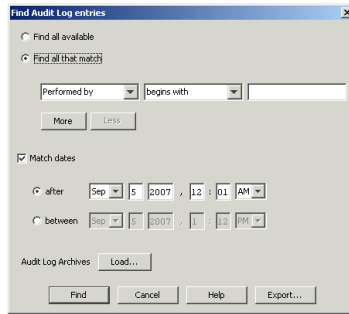 Find Audit Log entries
Find all available
Find all that match
Performed by begins with
More Less
Match dates
after Sep 5 2007 , 12 : 01 AM
between Sep 5 2007 , 1 : 12 PM
Audit Log Archives Load...
Find Cancel Help Export...